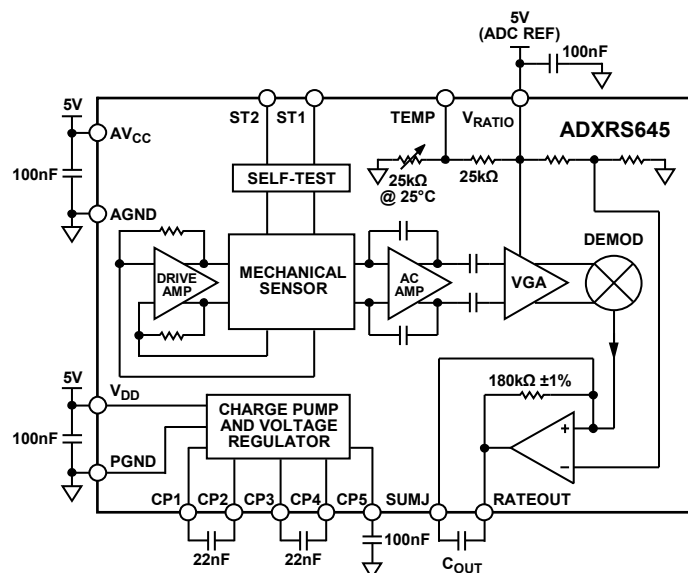 5V
(ADC REF)
100nF
5V
ST2 ST1
TEMP
V_RATIO
ADXRS645
AV_CC
100nF
SELF-TEST
25kΩ
@ 25°C
25kΩ
AGND
DEMOD
DRIVE
AMP
MECHANICAL
SENSOR
AC
AMP
VGA
5V
V_DD
180kΩ ±1%
100nF
CHARGE PUMP
AND VOLTAGE
REGULATOR
+
–
PGND
CP1 CP2 CP3 CP4 CP5 SUMJ RATEOUT
22nF
22nF
100nF
C_OUT